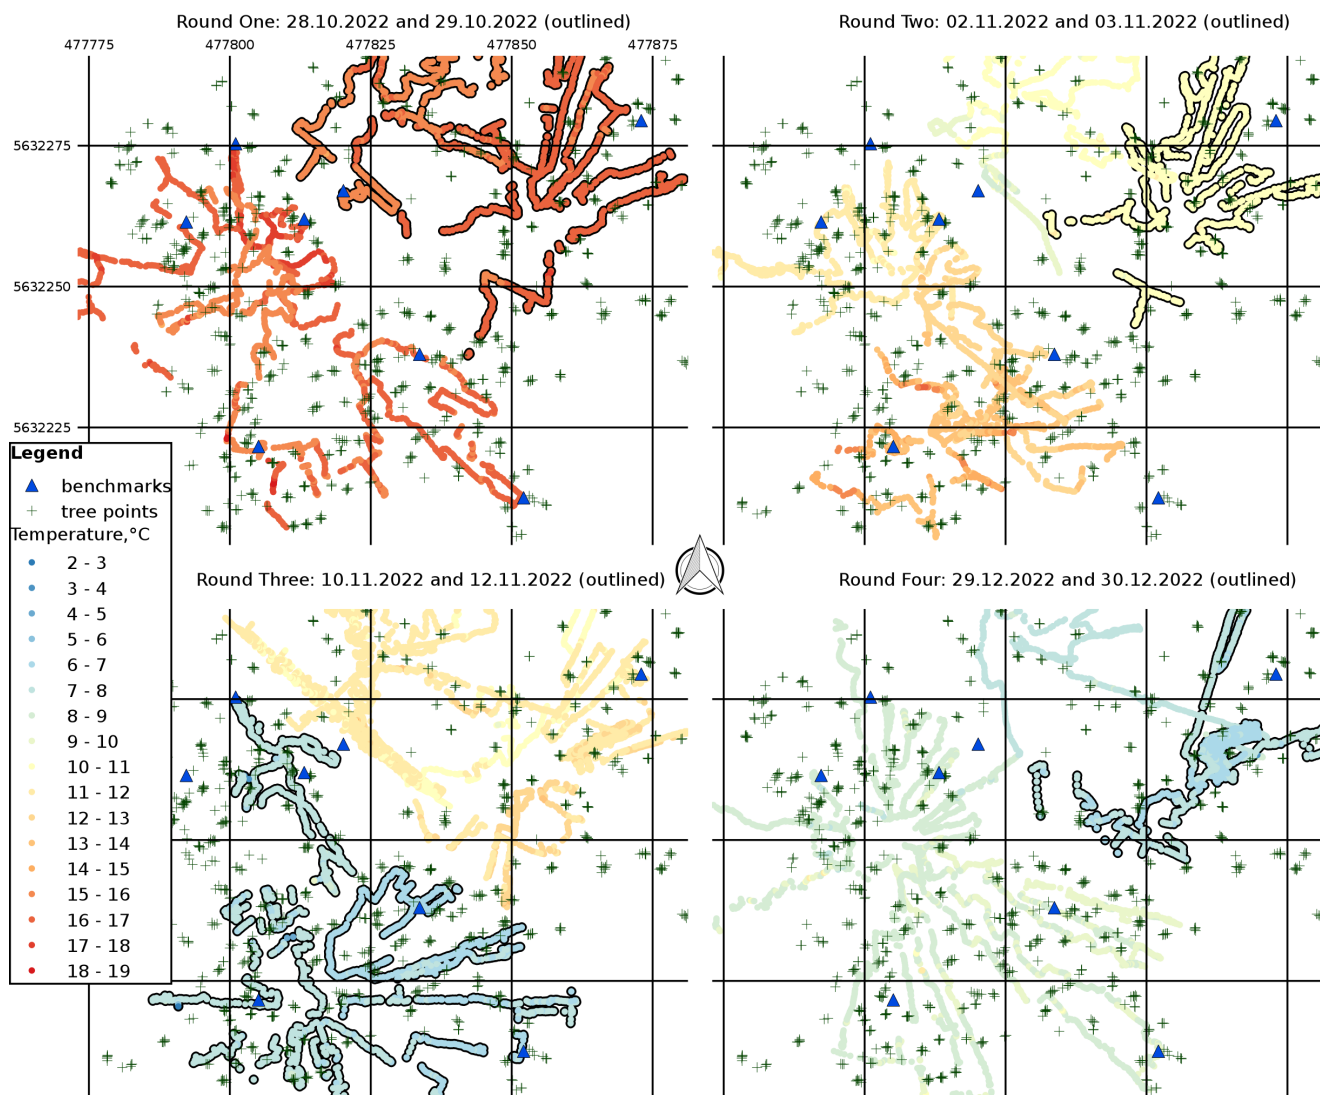 Round One: 28.10.2022 and 29.10.2022 (outlined)
Round Two: 02.11.2022 and 03.11.2022 (outlined)
477775
477800
477825
477850
477875
5632275
5632250
5632225
Legend
benchmarks
tree points
Temperature,°C
2 - 3
3 - 4
4 - 5
5 - 6
6 - 7
7 - 8
8 - 9
9 - 10
10 - 11
11 - 12
12 - 13
13 - 14
14 - 15
15 - 16
16 - 17
17 - 18
18 - 19
Round Three: 10.11.2022 and 12.11.2022 (outlined)
Round Four: 29.12.2022 and 30.12.2022 (outlined)